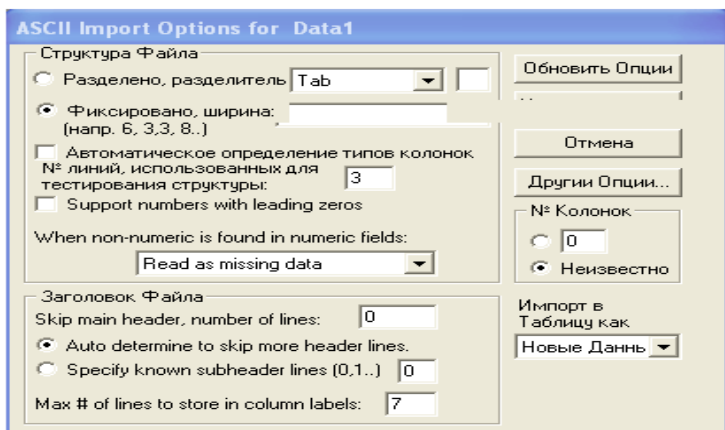 ASCII Import Options for Data1
Структура Файла
Разделено, разделитель Tab
Фиксировано, ширина:
(напр. 6, 3,3, 8..)
Автоматическое определение типов колонок
№ линий, использованных для
тестирования структуры: 3
Support numbers with leading zeros
When non-numeric is found in numeric fields:
Read as missing data
Заголовок Файла
Skip main header, number of lines: 0
Auto determine to skip more header lines.
Specify known subheader lines (0,1..) 0
Max # of lines to store in column labels: 7
Обновить Опции
Отмена
Другии Опции...
№ Колонок
0
Неизвестно
Импорт в
Таблицу как
Новые Даннь